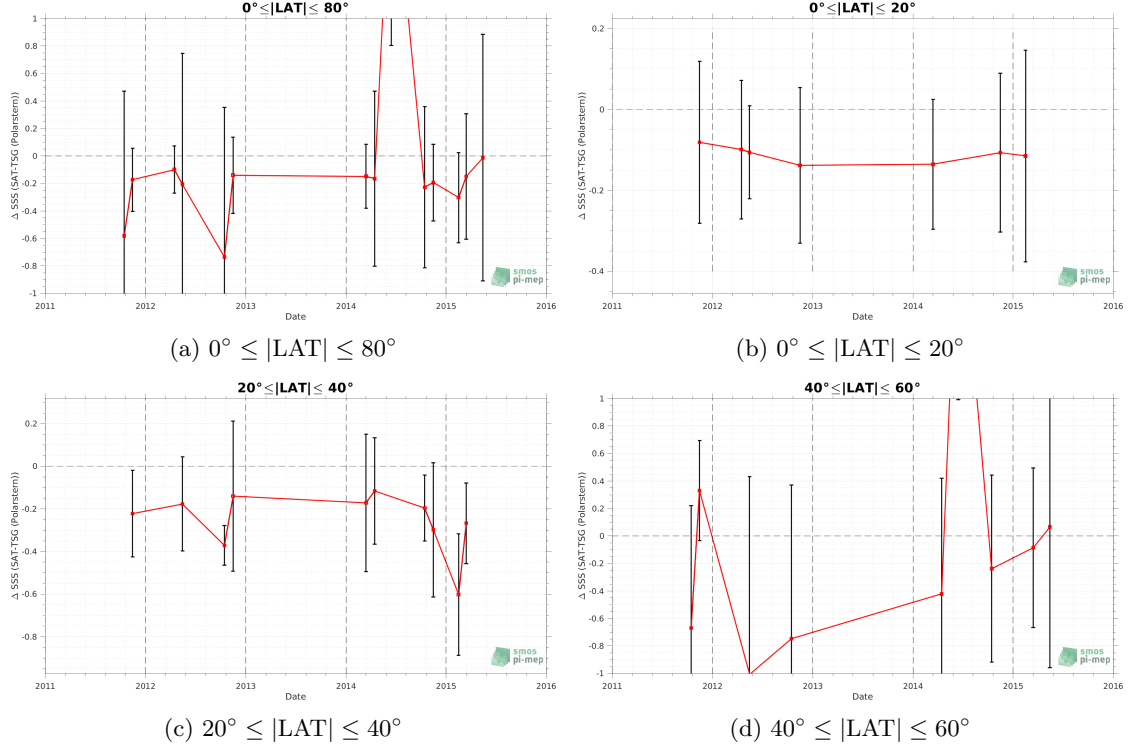 0°≤|LAT|≤ 80°
Δ SSS (SAT-TSG (Polarstern))
1
0.8
0.6
0.4
0.2
0
-0.2
-0.4
-0.6
-0.8
-1
2011 2012 2013 2014 2015 2016
Date
smos
pi-mep
(a) 0° ≤ |LAT| ≤ 80°
0°≤|LAT|≤ 20°
Δ SSS (SAT-TSG (Polarstern))
0.2
0
-0.2
-0.4
2011 2012 2013 2014 2015 2016
Date
smos
pi-mep
(b) 0° ≤ |LAT| ≤ 20°
20°≤|LAT|≤ 40°
Δ SSS (SAT-TSG (Polarstern))
0.2
0
-0.2
-0.4
-0.6
-0.8
2011 2012 2013 2014 2015 2016
Date
smos
pi-mep
(c) 20° ≤ |LAT| ≤ 40°
40°≤|LAT|≤ 60°
Δ SSS (SAT-TSG (Polarstern))
1
0.8
0.6
0.4
0.2
0
-0.2
-0.4
-0.6
-0.8
-1
2011 2012 2013 2014 2015 2016
Date
smos
pi-mep
(d) 40° ≤ |LAT| ≤ 60°